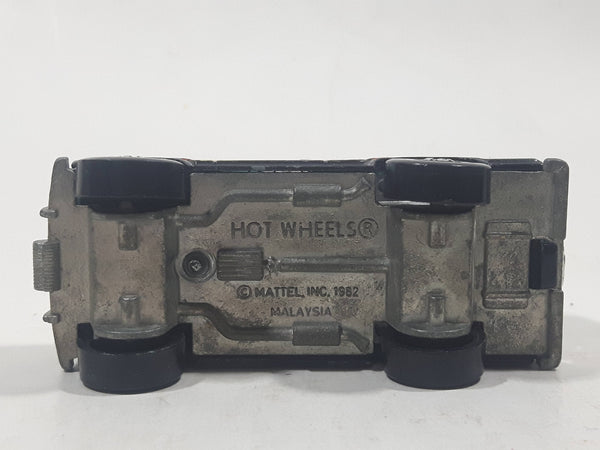 HOT WHEELS®
© MATTEL, INC. 1982
MALAYSIA